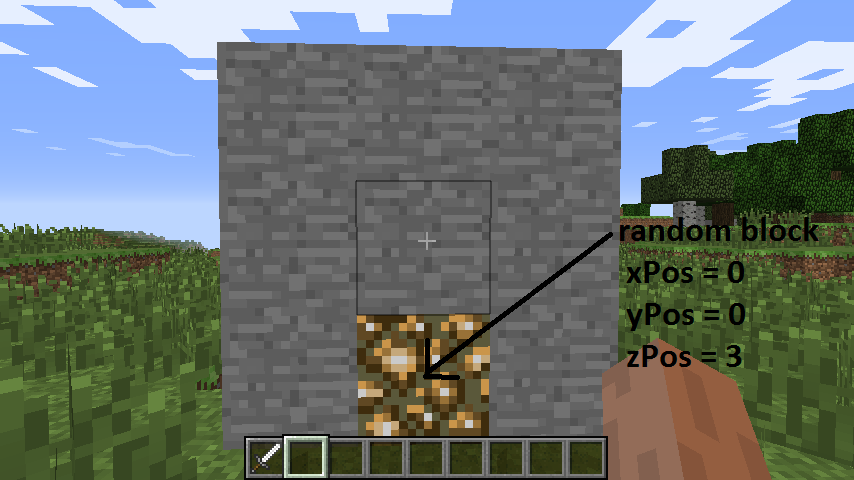 random block
xPos = 0
yPos = 0
zPos = 3